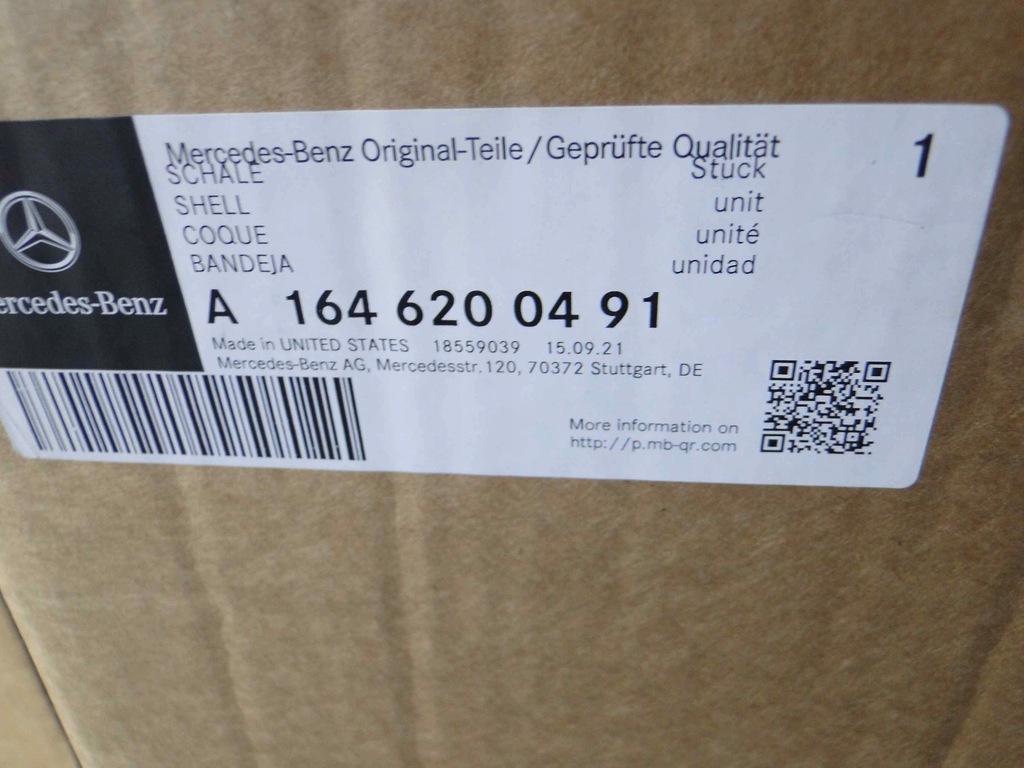 Mercedes-Benz Original-Teile/Geprüfte Qualität 1
SCHALE Stück
SHELL unit
COQUE unité
BANDEJA unidad
ercedes-Benz
A 164 620 04 91
Made in UNITED STATES 18559039 15.09.21
Mercedes-Benz AG, Mercedesstr.120, 70372 Stuttgart, DE
More information on
http://p.mb-qr.com